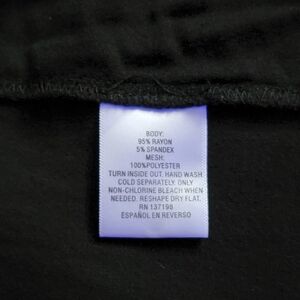 BODY:
95% RAYON
5% SPANDEX
MESH:
100%POLYESTER
TURN INSIDE OUT. HAND WASH
COLD SEPARATELY. ONLY
NON-CHLORINE BLEACH WHEN
NEEDED. RESHAPE DRY FLAT.
RN 137198
ESPAÑOL EN REVERSO